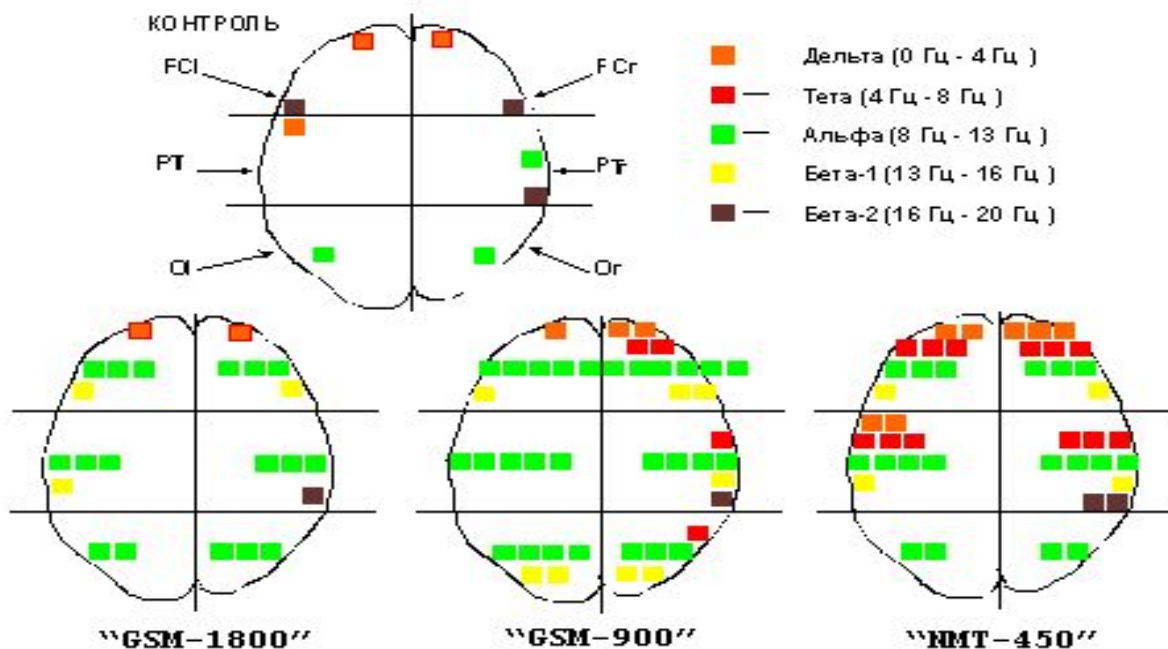 КОНТРОЛЬ
FCl
FCr
PTl
PTr
Ol
Or
Дельта (0 Гц - 4 Гц )
Тета (4 Гц - 8 Гц )
Альфа (8 Гц - 13 Гц )
Бета-1 (13 Гц - 16 Гц )
Бета-2 (16 Гц - 20 Гц )
"GSM-1800"
"GSM-900"
"NMT-450"